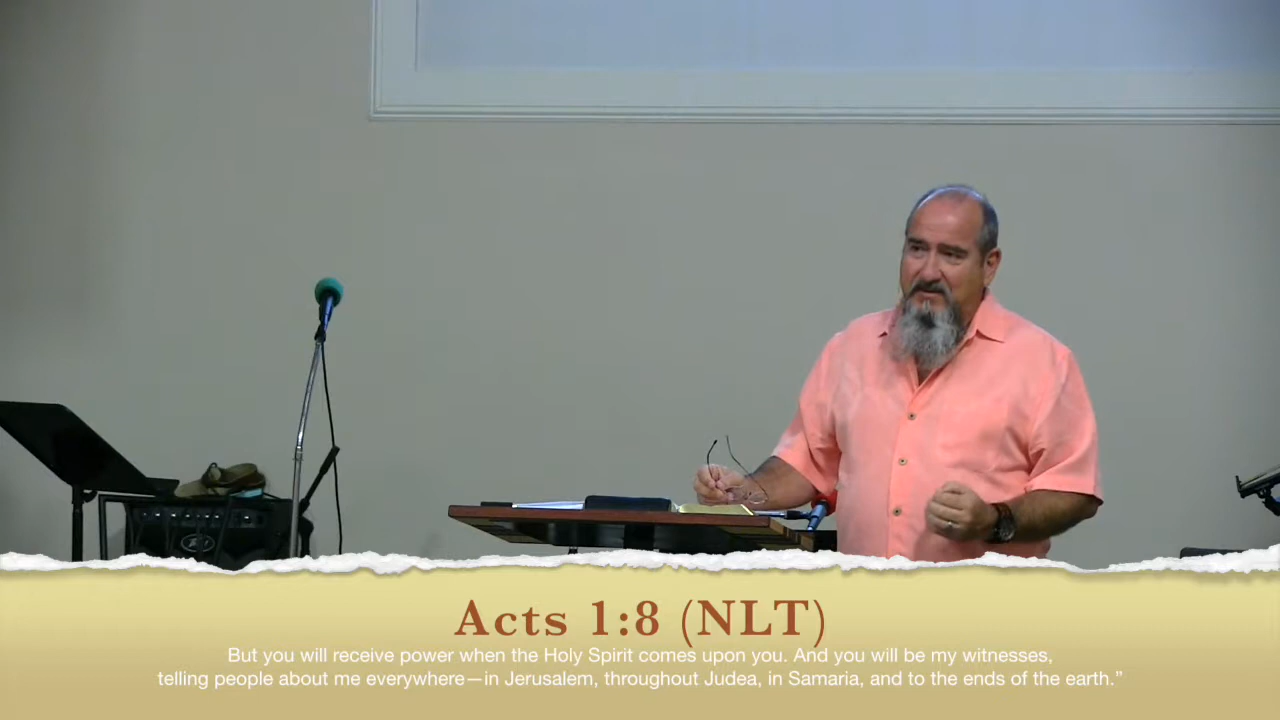 Acts 1:8 (NLT)
But you will receive power when the Holy Spirit comes upon you. And you will be my witnesses,
telling people about me everywhere—in Jerusalem, throughout Judea, in Samaria, and to the ends of the earth.”